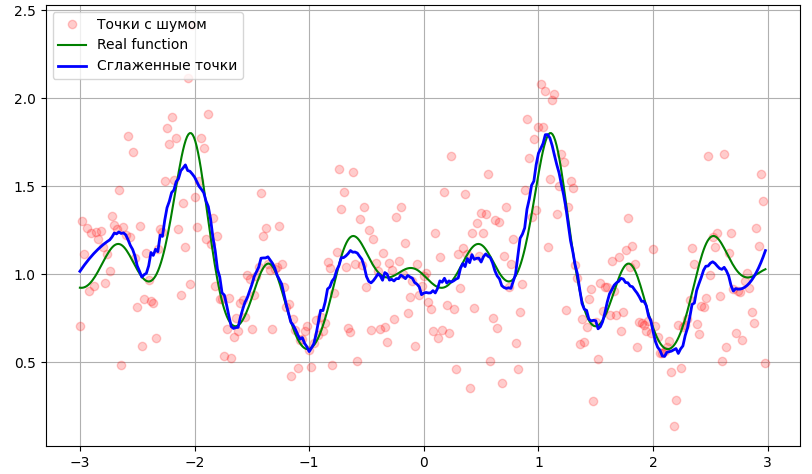 Точки с шумом
Real function
Сглаженные точки
2.5
2.0
1.5
1.0
0.5
−3 −2 −1 0 1 2 3